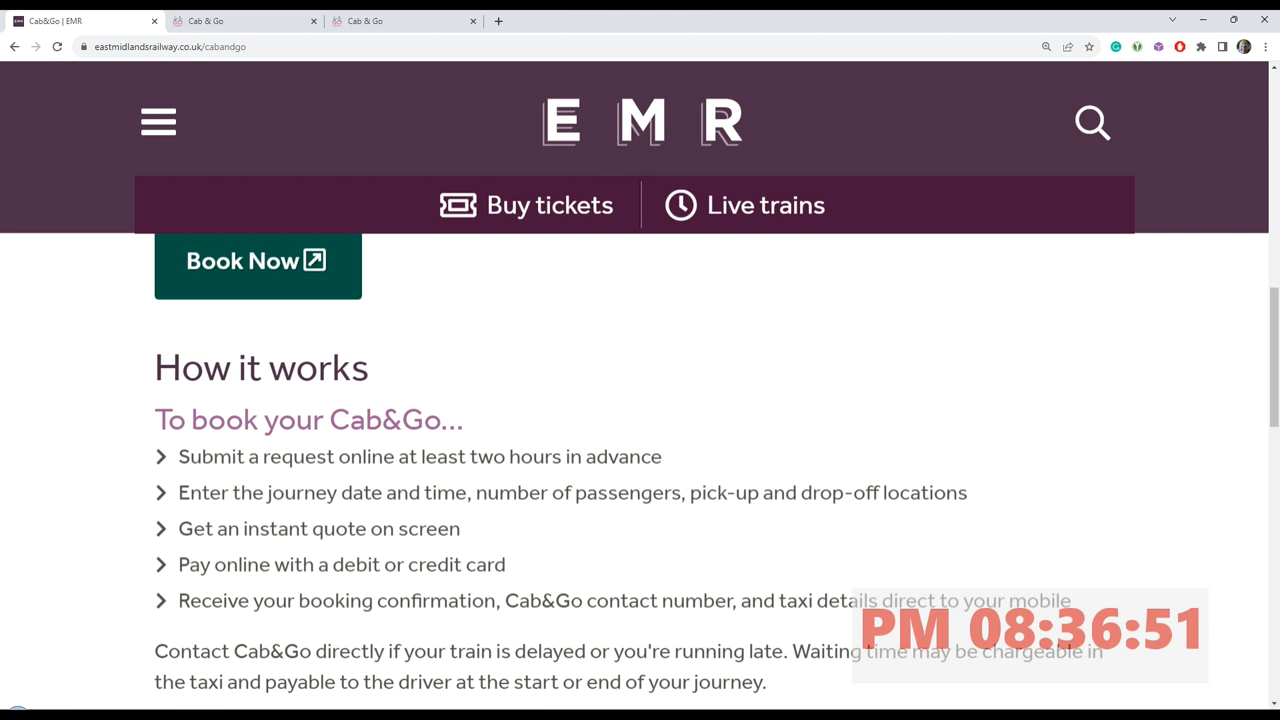 Cab&Go | EMR
Cab & Go
Cab & Go
eastmidlandsrailway.co.uk/cabandgo
EMR
Buy tickets
Live trains
Book Now
How it works
To book your Cab&Go...
Submit a request online at least two hours in advance
Enter the journey date and time, number of passengers, pick-up and drop-off locations
Get an instant quote on screen
Pay online with a debit or credit card
Receive your booking confirmation, Cab&Go contact number, and taxi details direct to your mobile
PM 08:36:51
Contact Cab&Go directly if your train is delayed or you're running late. Waiting time may be chargeable in
the taxi and payable to the driver at the start or end of your journey.